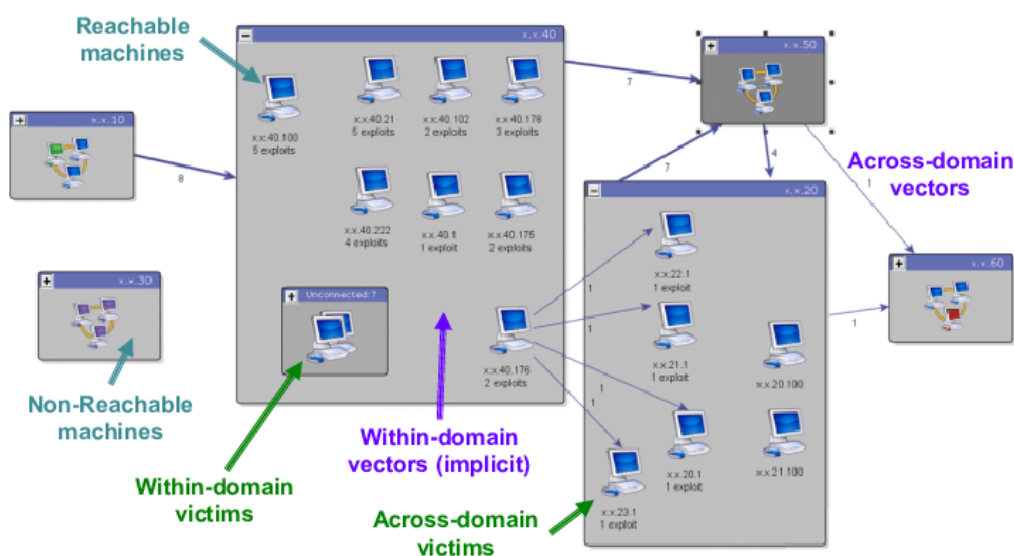 Reachable
machines
x.x.40
x.x.50
x.x.10
x.x.40.100
5 exploits
x.x.40.21
5 exploits
x.x.40.102
2 exploits
x.x.40.178
3 exploits
7
8
7
4
Across-domain
vectors
1
x.x.40.222
4 exploits
x.x.40.1
1 exploit
x.x.40.175
2 exploits
x.x.20
x.x.30
Unconnected:7
x.x.60
x.x.22.1
1 exploit
1
1
1
1
x.x.21.1
1 exploit
x.x.20.100
1
x.x.40.176
2 exploits
Non-Reachable
machines
Within-domain
vectors (implicit)
x.x.20.1
1 exploit
x.x.21.100
Within-domain
victims
x.x.23.1
1 exploit
Across-domain
victims